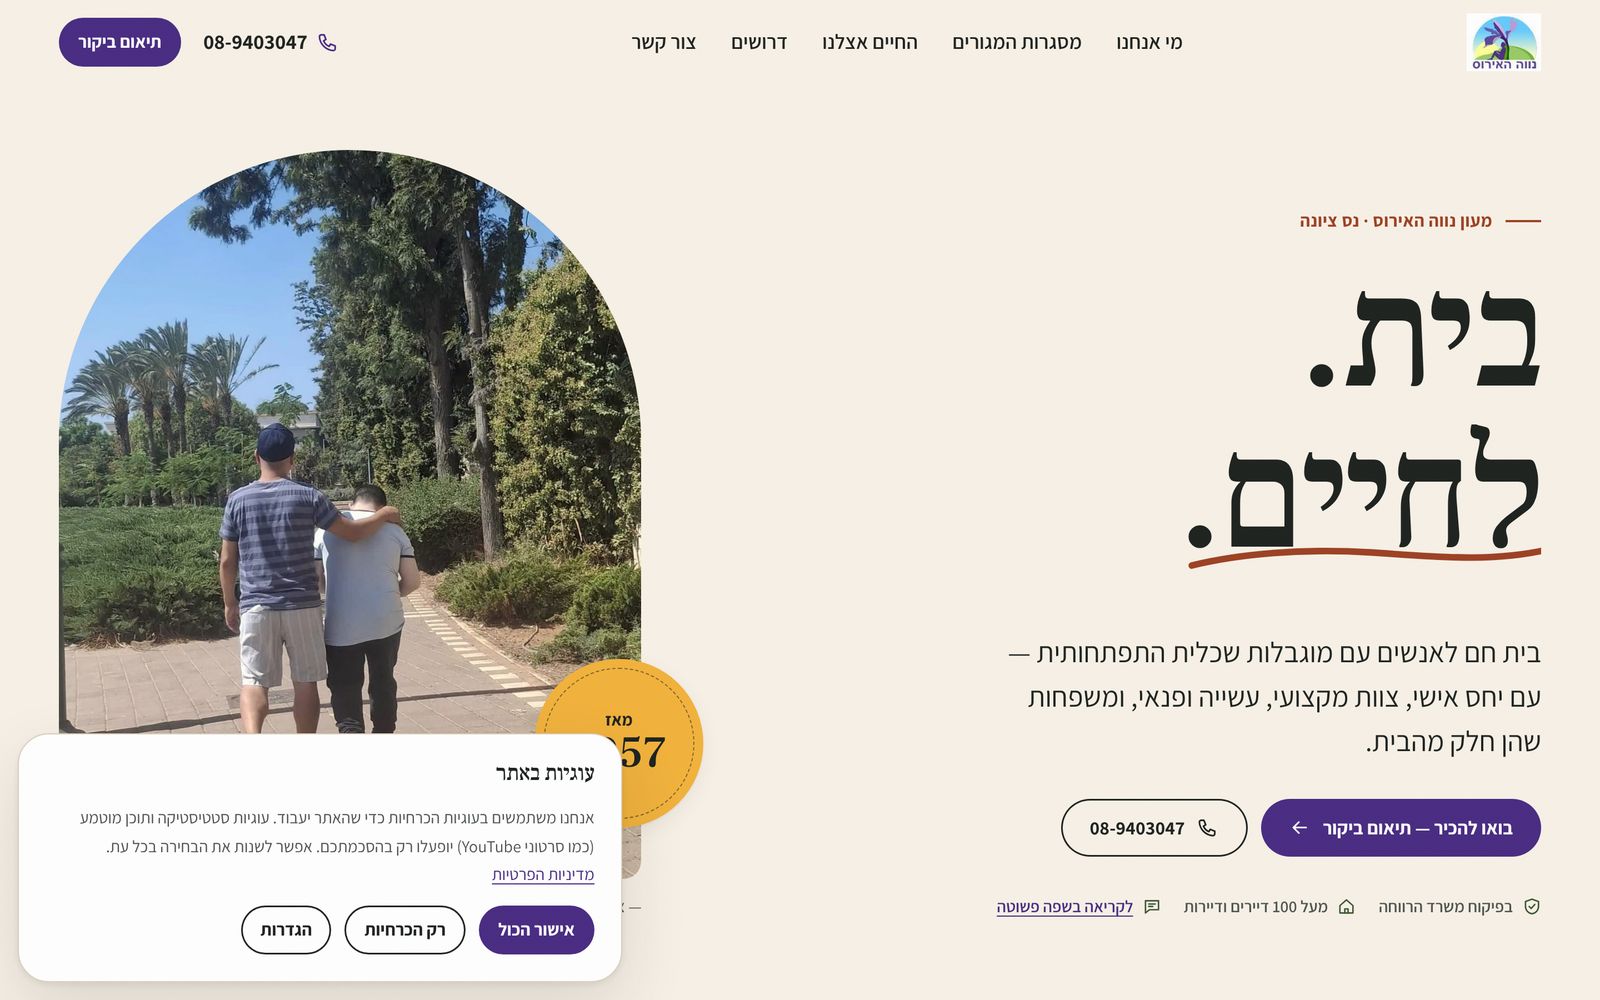 נווה האירוס
מי אנחנו
מסגרות המגורים
החיים אצלנו
דרושים
צור קשר
08-9403047
תיאום ביקור
מעון נווה האירוס · נס ציונה
בית.
לחיים.
בית חם לאנשים עם מוגבלות שכלית התפתחותית —
עם יחס אישי, צוות מקצועי, עשייה ופנאי, ומשפחות
שהן חלק מהבית.
בואו להכיר — תיאום ביקור
08-9403047
בפיקוח משרד הרווחה
מעל 100 דיירים ודיירות
לקריאה בשפה פשוטה
מאז
עוגיות באתר
אנחנו משתמשים בעוגיות הכרחיות כדי שהאתר יעבוד. עוגיות סטטיסטיקה ותוכן מוטמע
(כמו סרטוני YouTube) יופעלו רק בהסכמתכם. אפשר לשנות את הבחירה בכל עת.
מדיניות הפרטיות
אישור הכול
רק הכרחיות
הגדרות